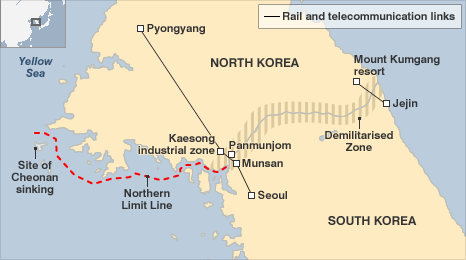 Rail and telecommunication links
Pyongyang
Yellow
Sea
NORTH KOREA
Mount Kumgang
resort
Jejin
Kaesong
industrial zone
Panmunjom
Demilitarised
Zone
Munsan
Site of
Cheonan
sinking
Northern
Limit Line
Seoul
SOUTH KOREA